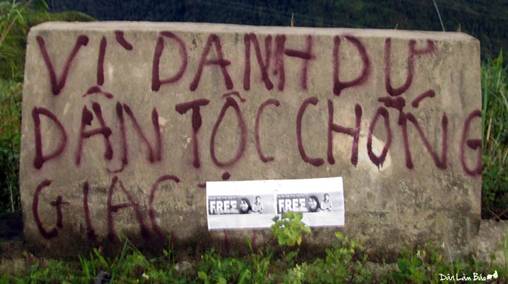 VÌ DANH DỰ
DÂN TỘC CHỐNG
GIẶC
FREE FREE
Dân Làm Báo